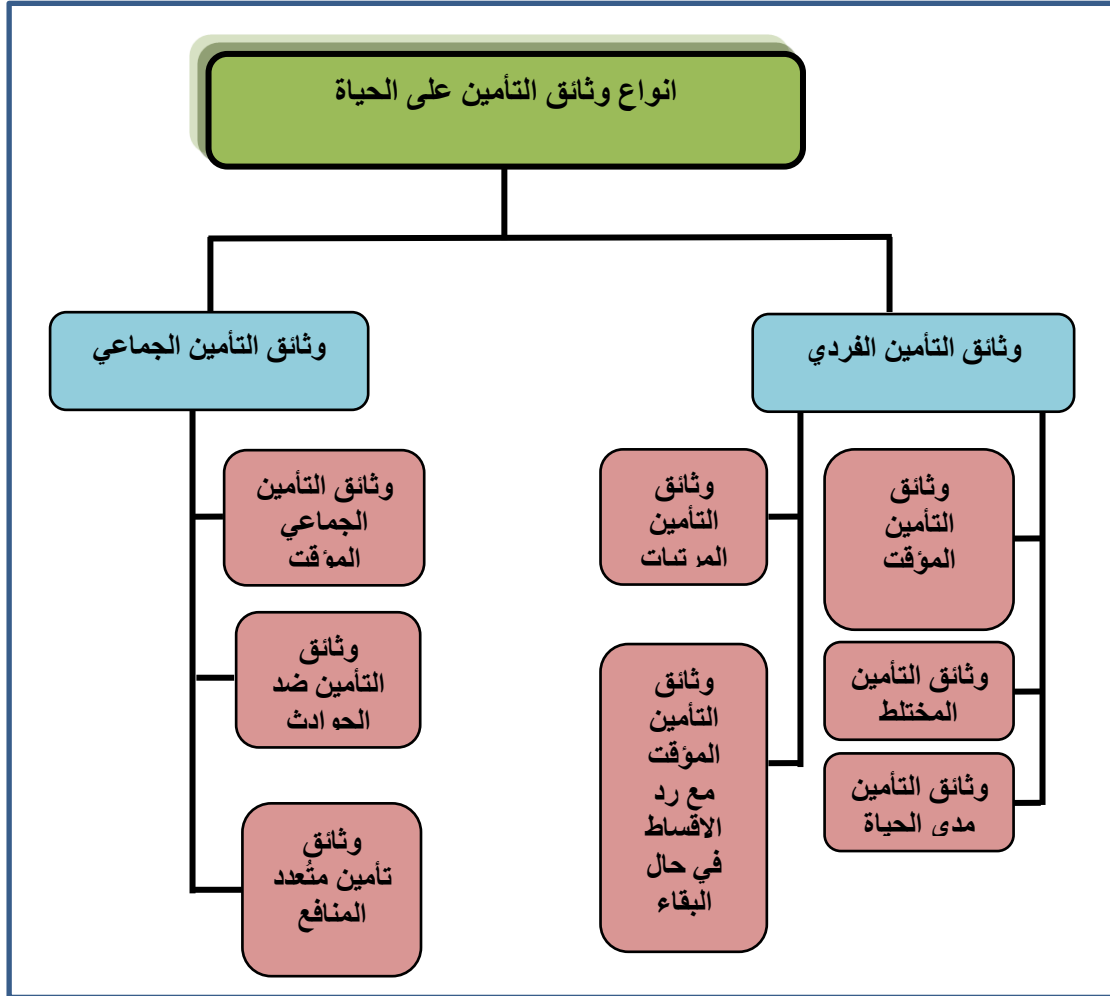 انواع وثائق التأمين على الحياة
وثائق التأمين الفردي
وثائق التأمين الجماعي
وثائق
التأمين
المؤقت
وثائق التأمين
المختلط
وثائق التأمين
مدى الحياة
وثائق
التأمين
المرتبات
وثائق
التأمين
المؤقت
مع رد
الاقساط
في حال
البقاء
وثائق التأمين
الجماعي
المؤقت
وثائق
التأمين ضد
الحوادث
وثائق
تأمين متُعدد
المنافع